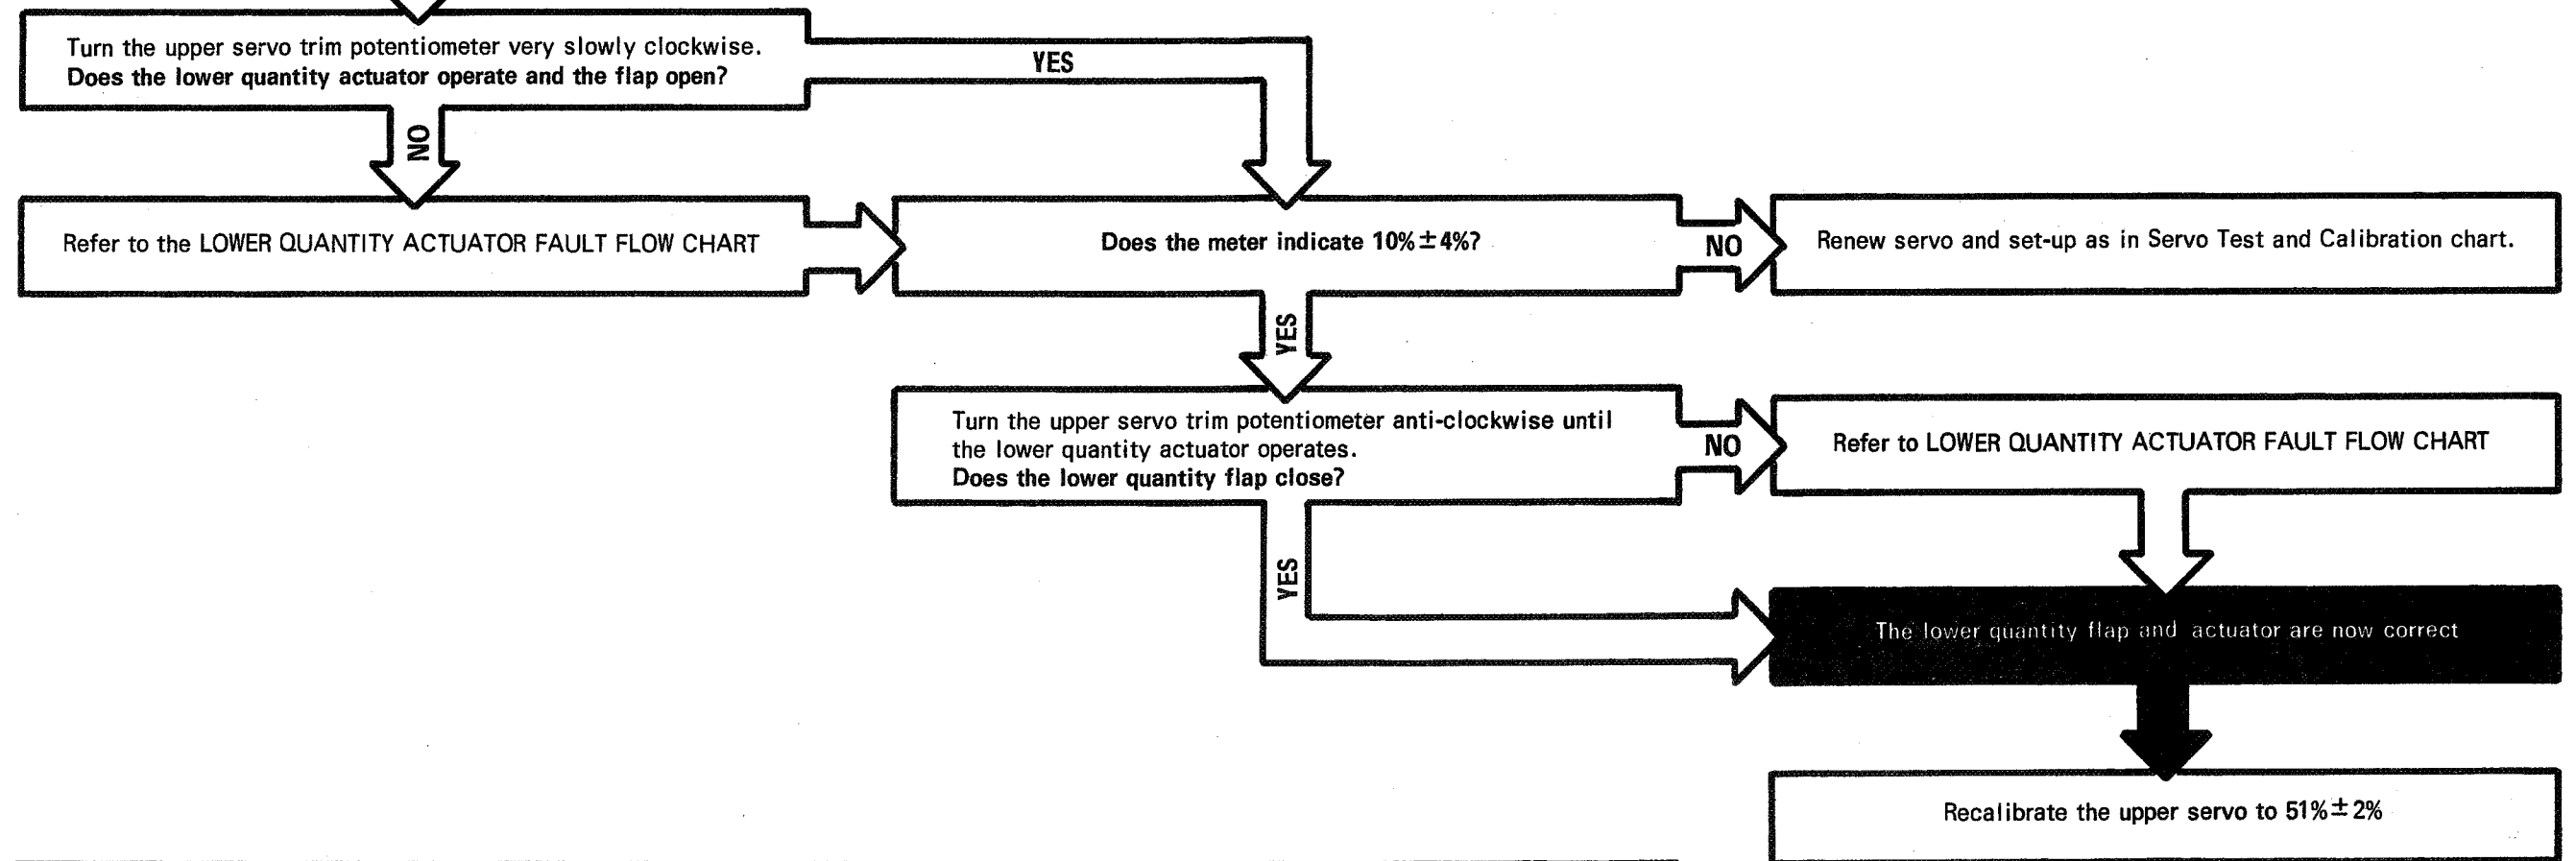 Turn the upper servo trim potentiometer very slowly clockwise.
Does the lower quantity actuator operate and the flap open?
YES
NO
Refer to the LOWER QUANTITY ACTUATOR FAULT FLOW CHART
Does the meter indicate 10%±4%?
NO
Renew servo and set-up as in Servo Test and Calibration chart.
YES
Turn the upper servo trim potentiometer anti-clockwise until
the lower quantity actuator operates.
Does the lower quantity flap close?
NO
Refer to LOWER QUANTITY ACTUATOR FAULT FLOW CHART
YES
The lower quantity flap and actuator are now correct
Recalibrate the upper servo to 51%±2%